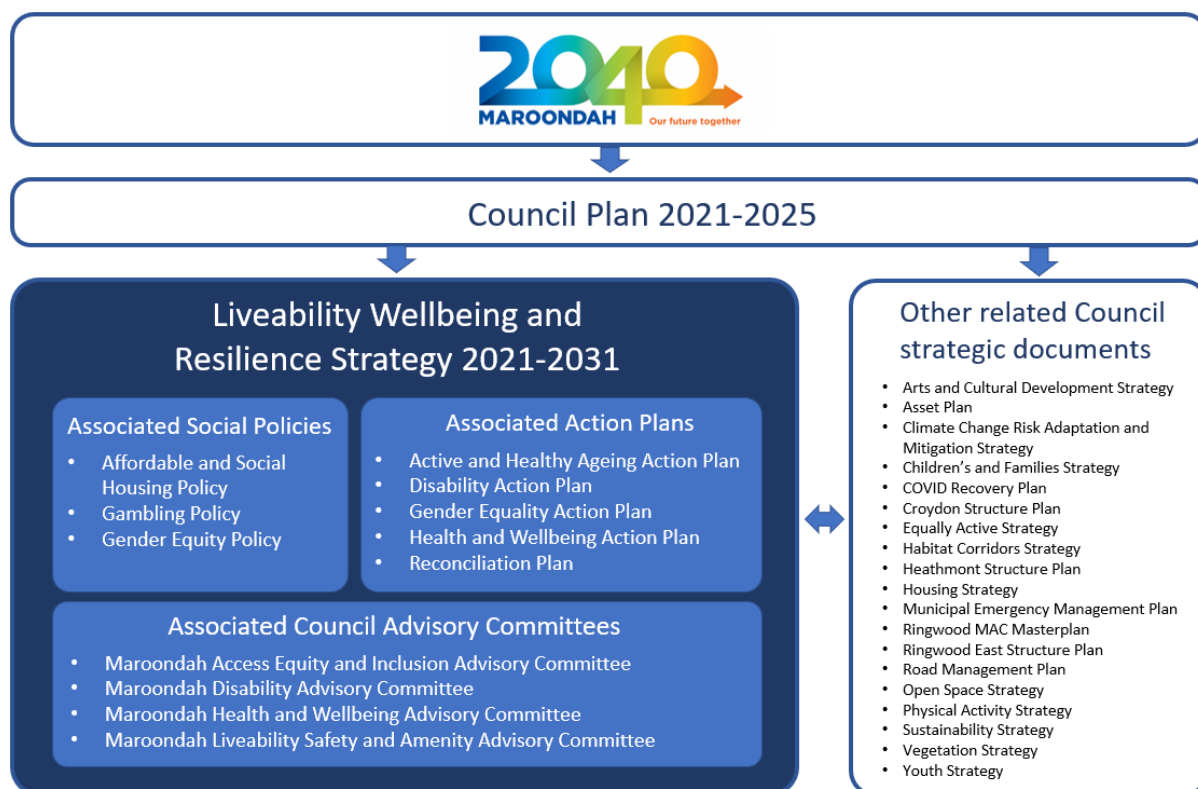 2040
MAROONDAH Our future together
Council Plan 2021-2025
Liveability Wellbeing and
Resilience Strategy 2021-2031
Associated Social Policies
• Affordable and Social
Housing Policy
• Gambling Policy
• Gender Equity Policy
Associated Action Plans
• Active and Healthy Ageing Action Plan
• Disability Action Plan
• Gender Equality Action Plan
• Health and Wellbeing Action Plan
• Reconciliation Plan
Associated Council Advisory Committees
• Maroondah Access Equity and Inclusion Advisory Committee
• Maroondah Disability Advisory Committee
• Maroondah Health and Wellbeing Advisory Committee
• Maroondah Liveability Safety and Amenity Advisory Committee
Other related Council
strategic documents
• Arts and Cultural Development Strategy
• Asset Plan
• Climate Change Risk Adaptation and
Mitigation Strategy
• Children’s and Families Strategy
• COVID Recovery Plan
• Croydon Structure Plan
• Equally Active Strategy
• Habitat Corridors Strategy
• Heathmont Structure Plan
• Housing Strategy
• Municipal Emergency Management Plan
• Ringwood MAC Masterplan
• Ringwood East Structure Plan
• Road Management Plan
• Open Space Strategy
• Physical Activity Strategy
• Sustainability Strategy
• Vegetation Strategy
• Youth Strategy